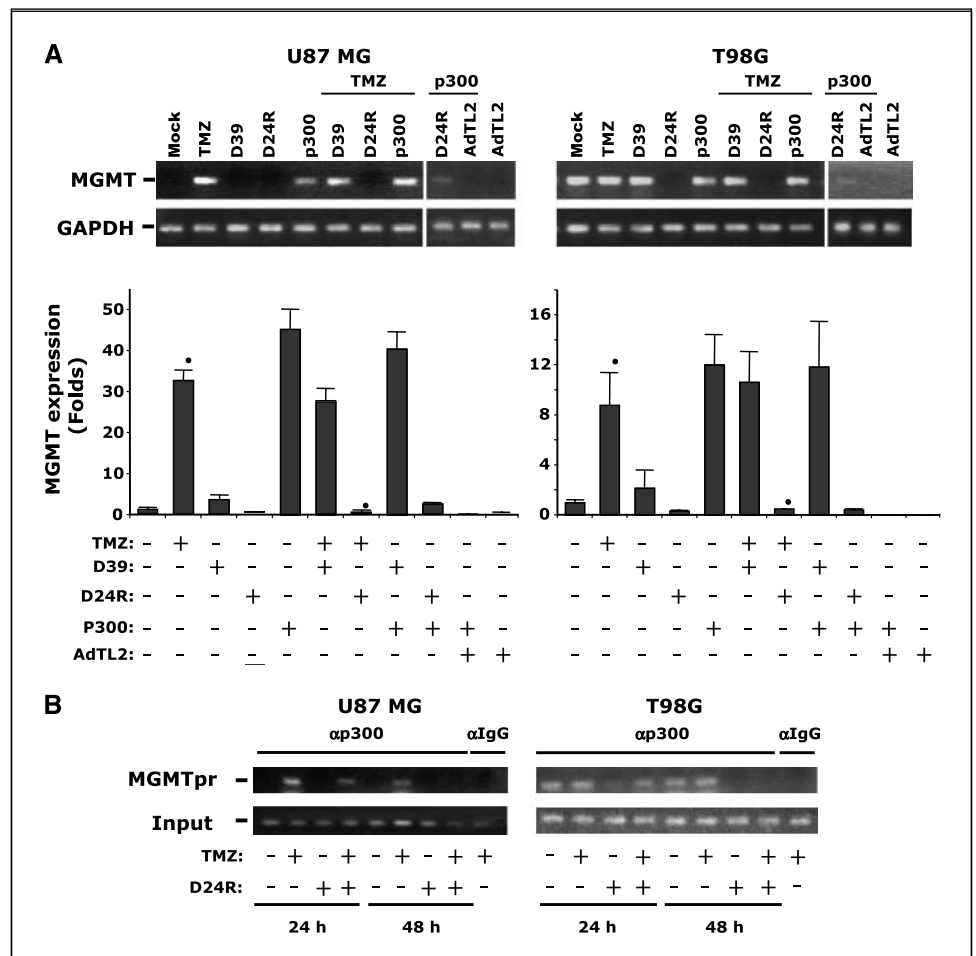 A
U87 MG T98G
TMZ p300 TMZ p300
Mock TMZ D39 D24R p300 D39 D24R p300 D24R AdTL2 AdTL2 Mock TMZ D39 D24R p300 D39 D24R p300 D24R AdTL2 AdTL2
MGMT
GAPDH
MGMT expression
(Folds)
50 40 30 20 10 0
16 12 8 4 0
TMZ: - + - - - + + - - - - - + - - - + + - - - -
D39: - - + - - + - + - - - - - + - - + - + - - -
D24R: - - - + - - + - + - - - - - + - - + - + - -
P300: - - - - + - - + + + - - - - - + - - + + + -
AdTL2: - - - - - - - - - + + - - - - - - - - - + +
B
U87 MG T98G
αp300 αIgG αp300 αIgG
MGMTpr
Input
TMZ: - + - + - + - + + - + - + - + - + +
D24R: - - + + - - + + - - - + + - - + + -
24 h 48 h 24 h 48 h